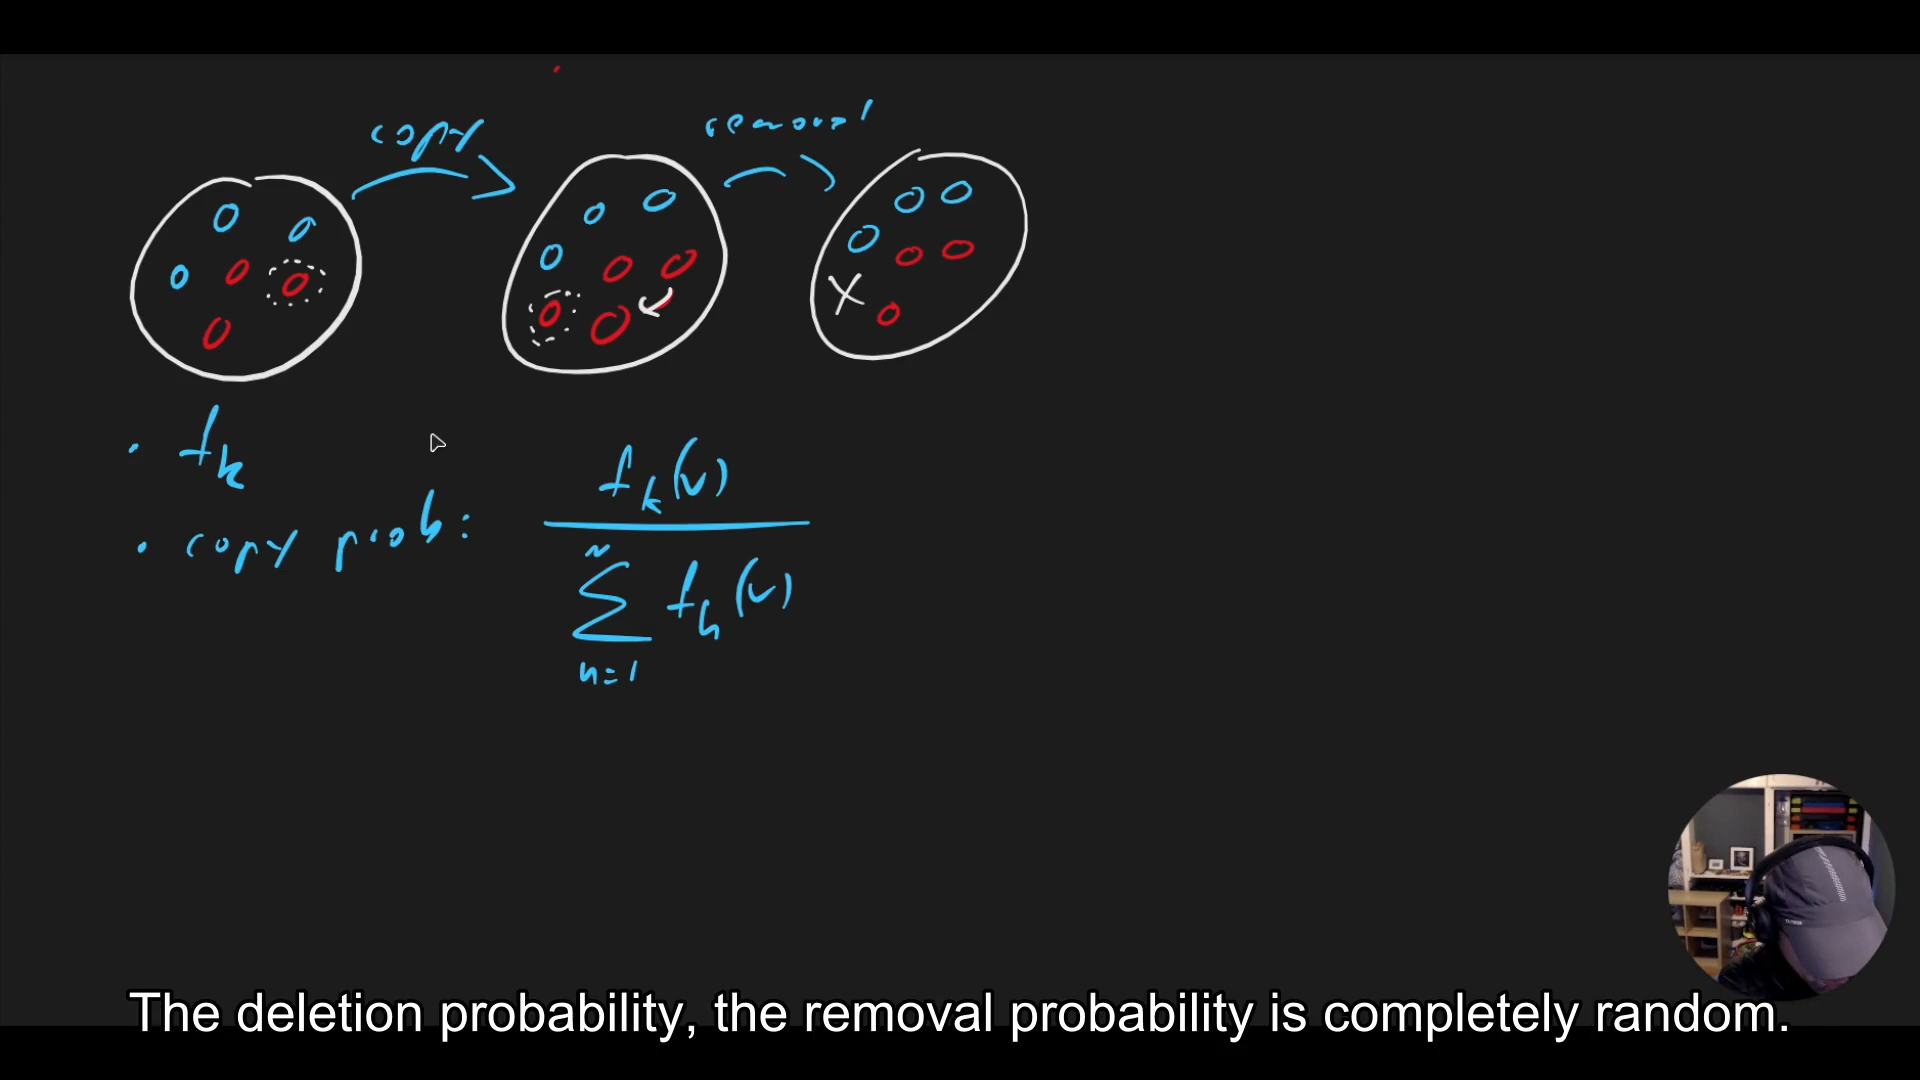 copy
removal
X
• fk
• copy prob:
fk(v)
N
∑ fn(v)
n=1
The deletion probability, the removal probability is completely random.